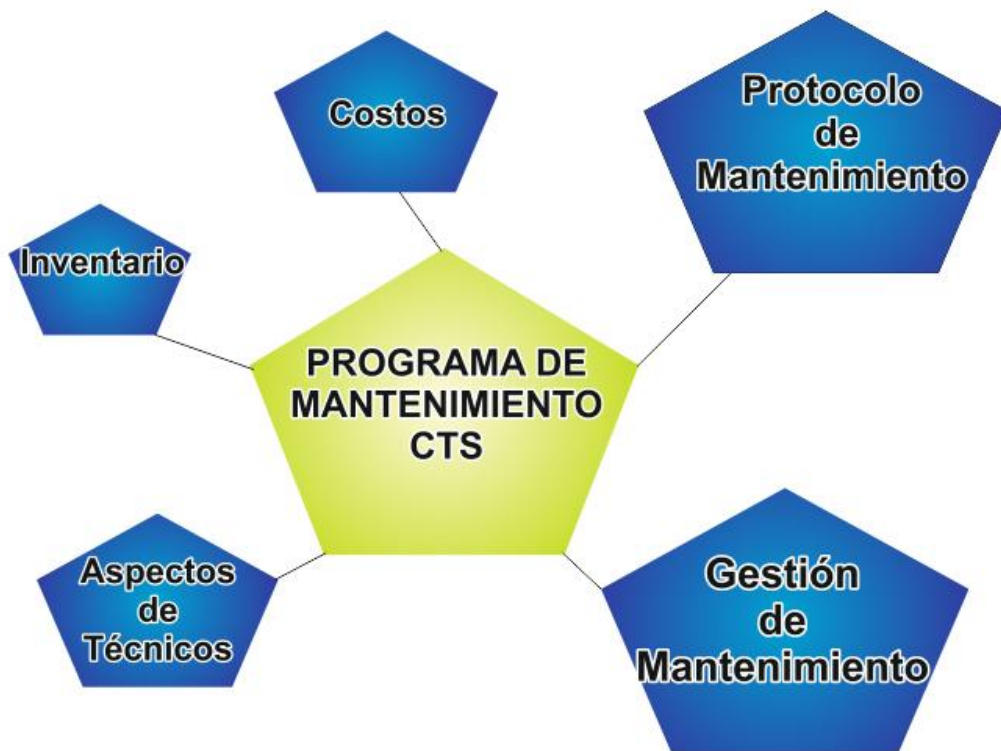 Costos
Protocolo
de
Mantenimiento
Inventario
PROGRAMA DE
MANTENIMIENTO
CTS
Aspectos
de
Técnicos
Gestión
de
Mantenimiento